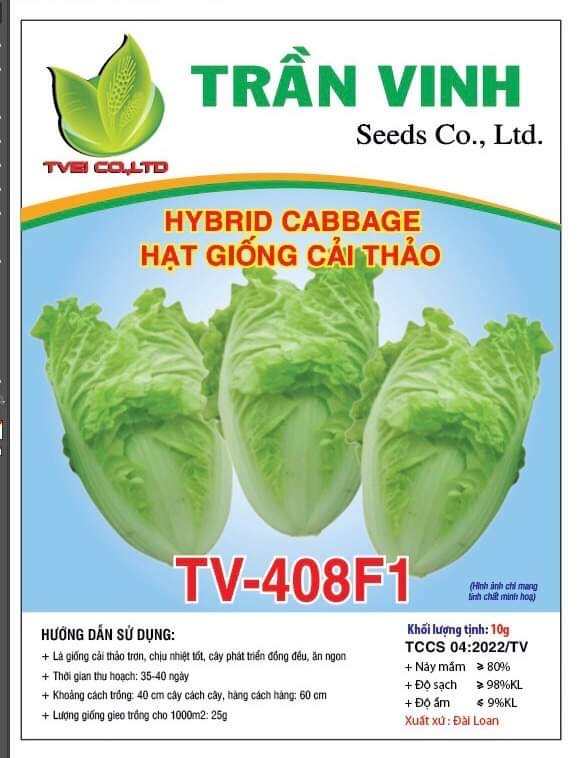 TRẦN VINH
Seeds Co., Ltd.
TVSI CO.,LTD
HYBRID CABBAGE
HẠT GIỐNG CẢI THẢO
TV-408F1
(Hình ảnh chỉ mang
tính chất minh hoạ)
HƯỚNG DẪN SỬ DỤNG:
+ Là giống cải thảo trơn, chịu nhiệt tốt, cây phát triển đồng đều, ăn ngon
+ Thời gian thu hoạch: 35-40 ngày
+ Khoảng cách trồng: 40 cm cây cách cây, hàng cách hàng: 60 cm
+ Lượng giống gieo trồng cho 1000m2: 25g
Khối lượng tịnh: 10g
TCCS 04:2022/TV
+ Nảy mầm ⩾ 80%
+ Độ sạch ⩾ 98%KL
+ Độ ẩm ⩽ 9%KL
Xuất xứ : Đài Loan